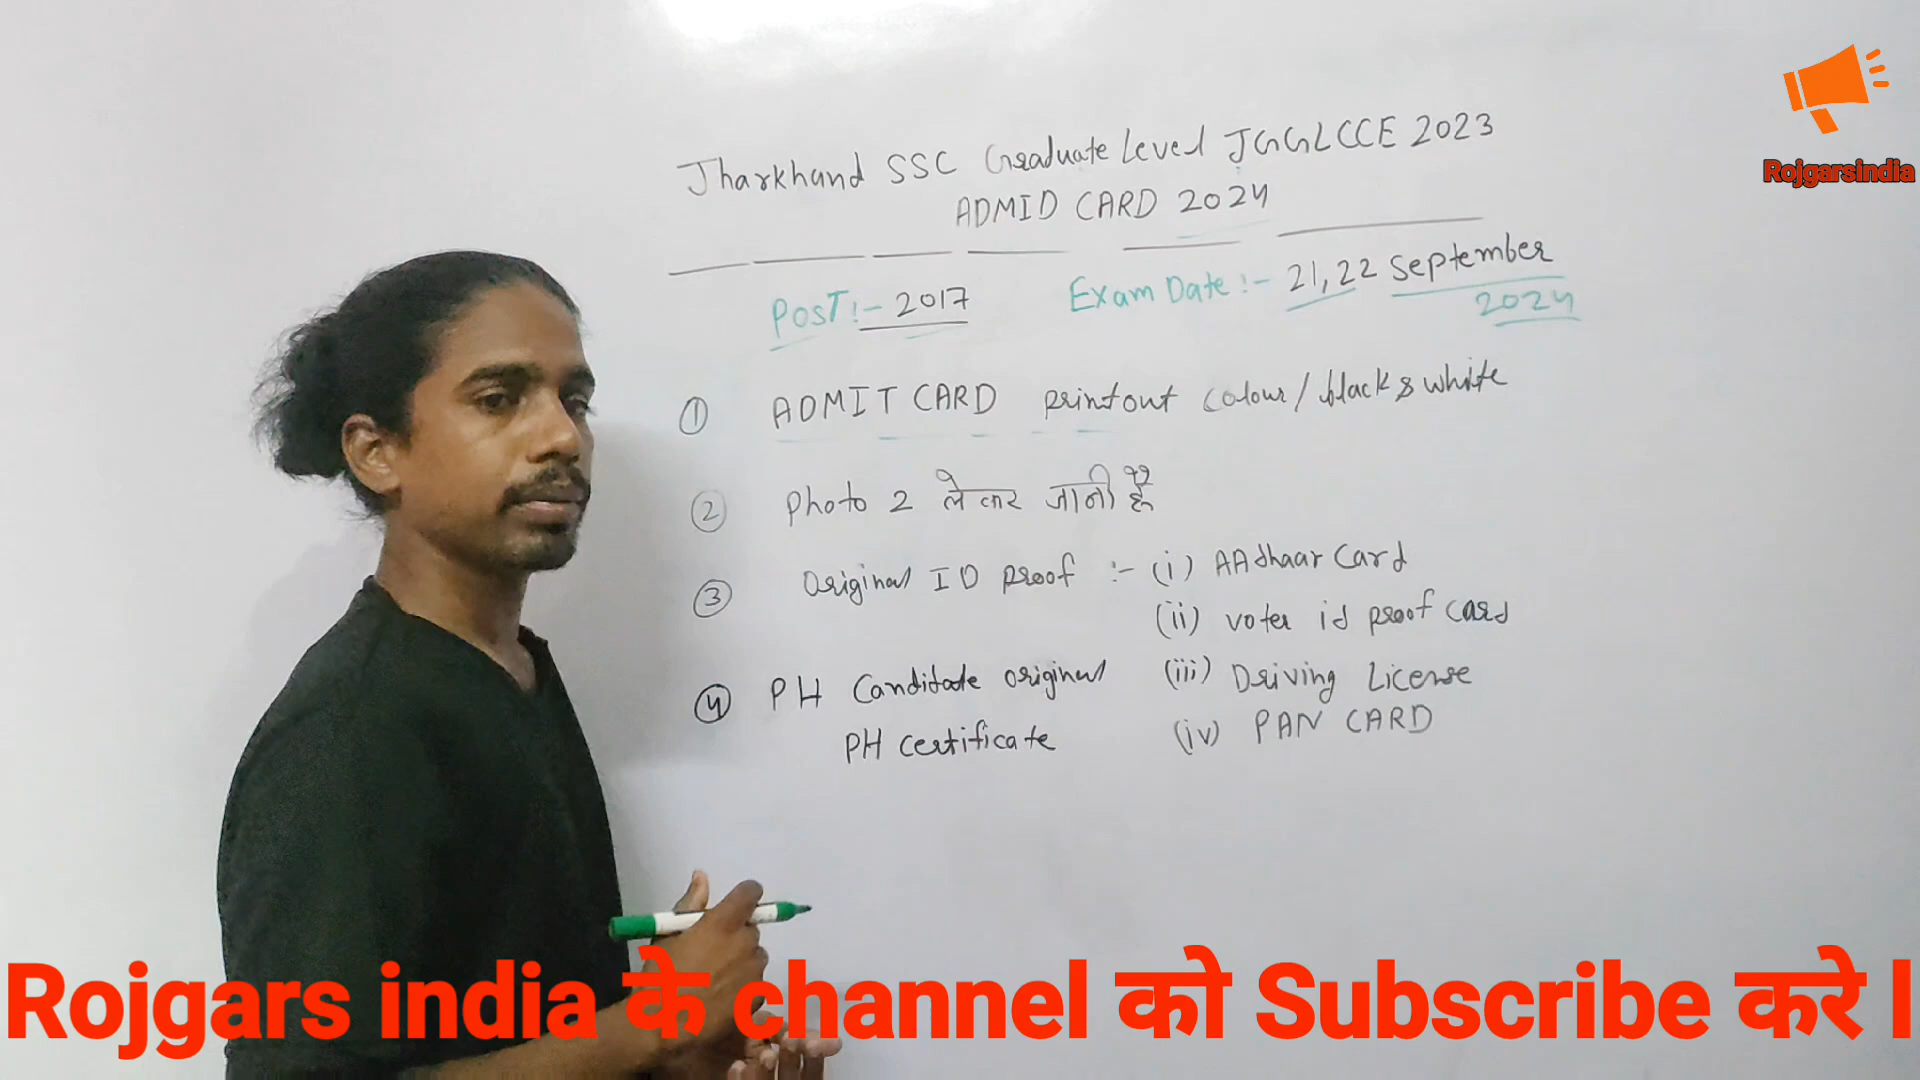 Jharkhand SSC Graduate Level JGGLCCE 2023
ADMID CARD 2024
Rojgarsindia
PosT:- 2017 Exam Date:- 21,22 September
2024
① ADMIT CARD printout colour/black & white
② Photo 2 लेकर जानी है
③ Original ID proof :- (i) AAdhaar Card
(ii) voter id proof card
④ PH Canditate original (iii) Driving License
PH certificate (iv) PAN CARD
Rojgars india के channel को Subscribe करे l